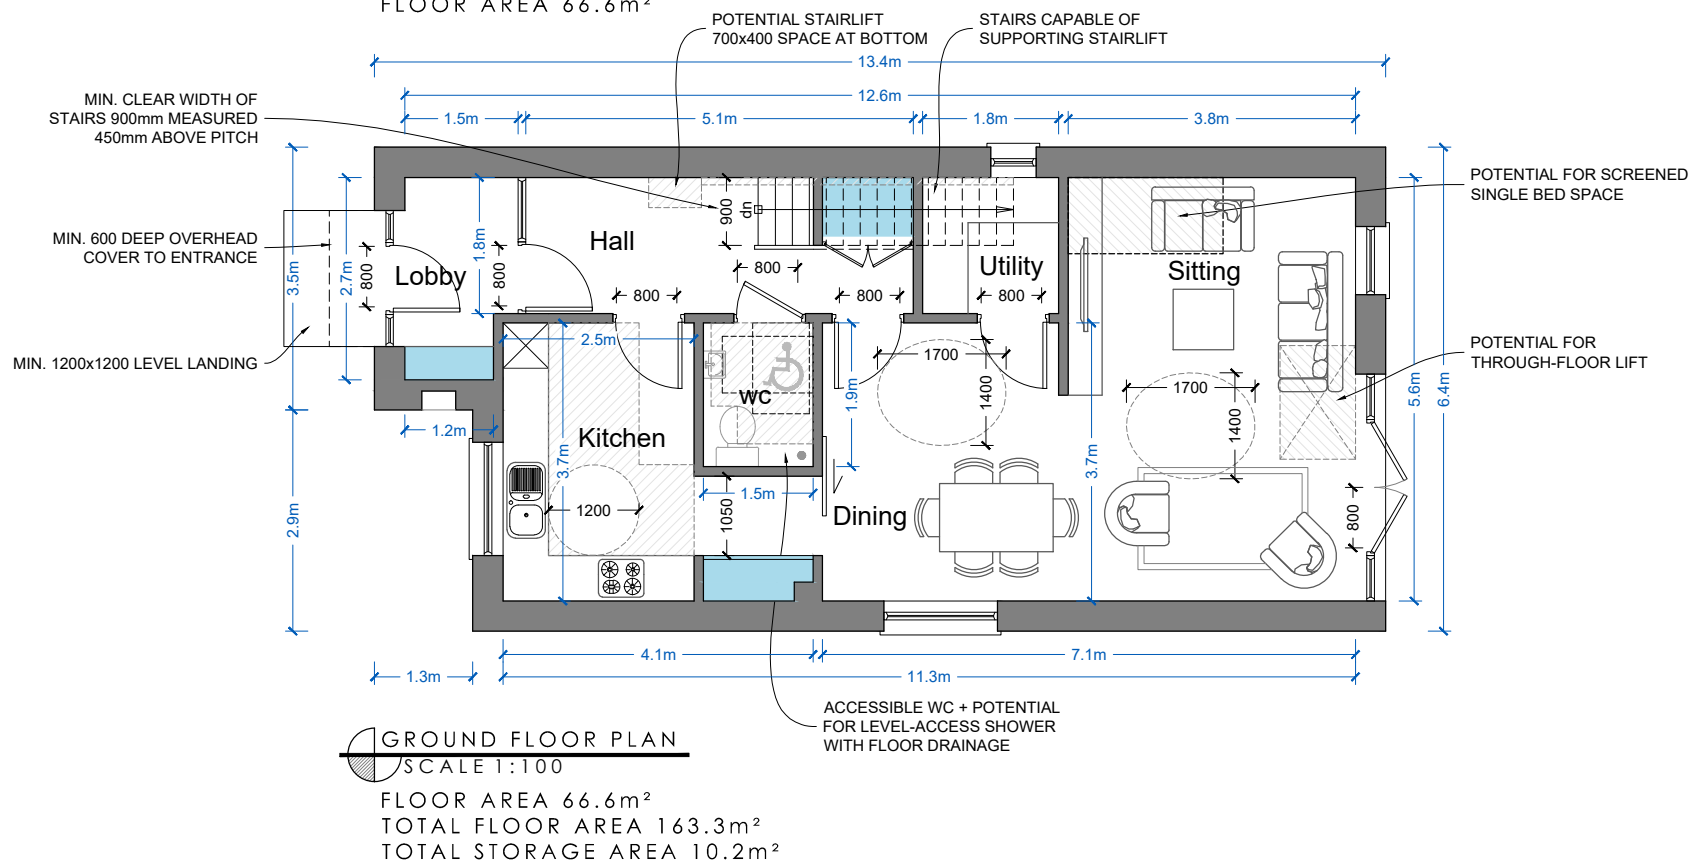 FLOOR AREA 66.6m²
POTENTIAL STAIRLIFT
700x400 SPACE AT BOTTOM
STAIRS CAPABLE OF
SUPPORTING STAIRLIFT
13.4m
12.6m
MIN. CLEAR WIDTH OF
STAIRS 900mm MEASURED
450mm ABOVE PITCH
1.5m
5.1m
1.8m
3.8m
POTENTIAL FOR SCREENED
SINGLE BED SPACE
MIN. 600 DEEP OVERHEAD
COVER TO ENTRANCE
3.5m
2.7m
800
Lobby
1.8m
800
Hall
900
up
800
800
800
Utility
800
Sitting
MIN. 1200x1200 LEVEL LANDING
2.5m
1700
1400
1700
1400
POTENTIAL FOR
THROUGH-FLOOR LIFT
5.6m
6.4m
wc
1.9m
1.2m
Kitchen
3.7m
3.7m
1.5m
1200
1050
Dining
800
2.9m
4.1m
7.1m
1.3m
11.3m
ACCESSIBLE WC + POTENTIAL
FOR LEVEL-ACCESS SHOWER
WITH FLOOR DRAINAGE
GROUND FLOOR PLAN
SCALE 1:100
FLOOR AREA 66.6m²
TOTAL FLOOR AREA 163.3m²
TOTAL STORAGE AREA 10.2m²